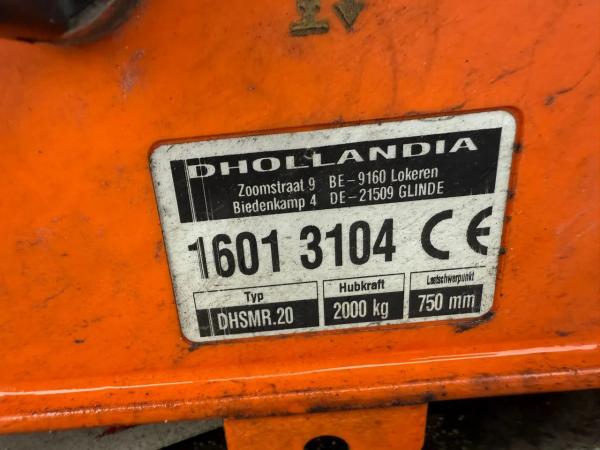 DHOLLANDIA
Zoomstraat 9 BE-9160 Lokeren
Biedenkamp 4 DE-21509 GLINDE
1601 3104 CE
Typ Hubkraft Lastschwerpunkt
DHSMR.20 2000 kg 750 mm